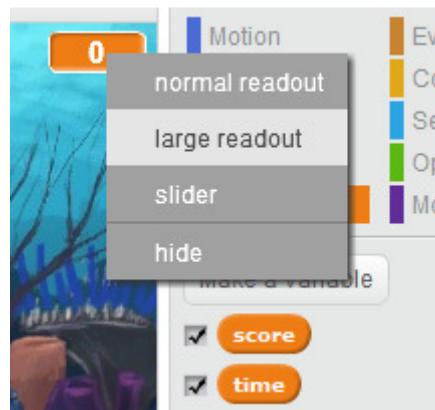 0
Motion
Ev
normal readout
Co
large readout
Se
Op
slider
Mo
hide
Make a variable
score
time